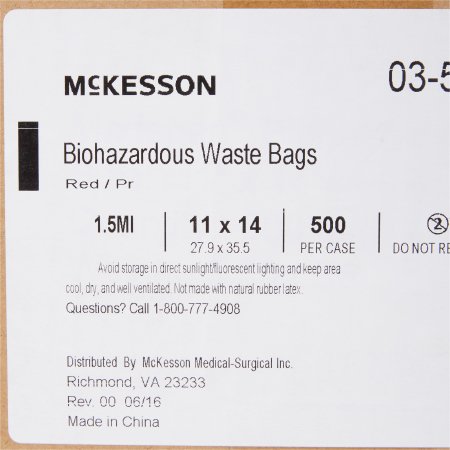 McKESSON
03-5
Biohazardous Waste Bags
Red / Pr
1.5Ml 11 x 14 500
27.9 x 35.5 PER CASE DO NOT RE
Avoid storage in direct sunlight/fluorescent lighting and keep area
cool, dry, and well ventilated. Not made with natural rubber latex.
Questions? Call 1-800-777-4908
Distributed By McKesson Medical-Surgical Inc.
Richmond, VA 23233
Rev. 00 06/16
Made in China